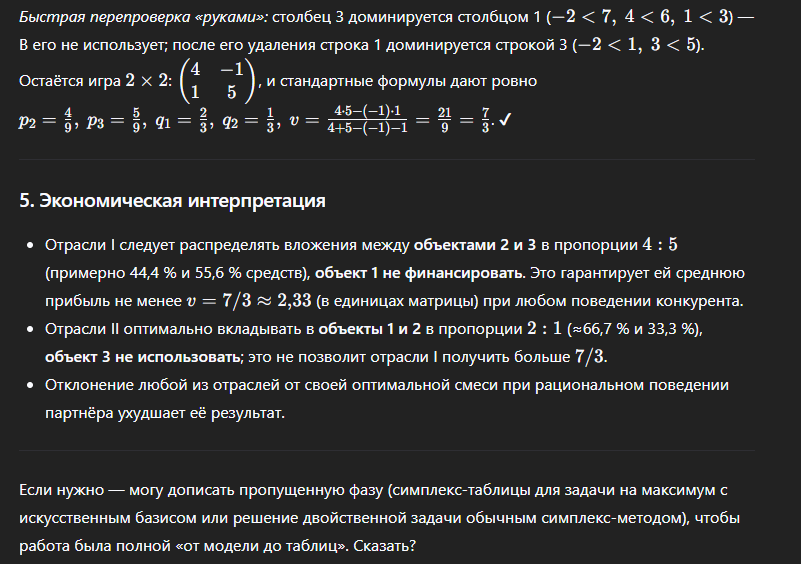 Быстрая перепроверка «руками»: столбец 3 доминируется столбцом 1 (−2 < 7, 4 < 6, 1 < 3) —
В его не использует; после его удаления строка 1 доминируется строкой 3 (−2 < 1, 3 < 5).
Остаётся игра 2 × 2: (4 −1; 1 5), и стандартные формулы дают ровно
p₂ = 4/9, p₃ = 5/9, q₁ = 2/3, q₂ = 1/3, v = (4·5−(−1)·1)/(4+5−(−1)−1) = 21/9 = 7/3. ✔
5. Экономическая интерпретация
• Отрасли I следует распределять вложения между объектами 2 и 3 в пропорции 4 : 5
(примерно 44,4 % и 55,6 % средств), объект 1 не финансировать. Это гарантирует ей среднюю
прибыль не менее v = 7/3 ≈ 2,33 (в единицах матрицы) при любом поведении конкурента.
• Отрасли II оптимально вкладывать в объекты 1 и 2 в пропорции 2 : 1 (≈66,7 % и 33,3 %),
объект 3 не использовать; это не позволит отрасли I получить больше 7/3.
• Отклонение любой из отраслей от своей оптимальной смеси при рациональном поведении
партнёра ухудшает её результат.
Если нужно — могу дописать пропущенную фазу (симплекс-таблицы для задачи на максимум с
искусственным базисом или решение двойственной задачи обычным симплекс-методом), чтобы
работа была полной «от модели до таблиц». Сказать?